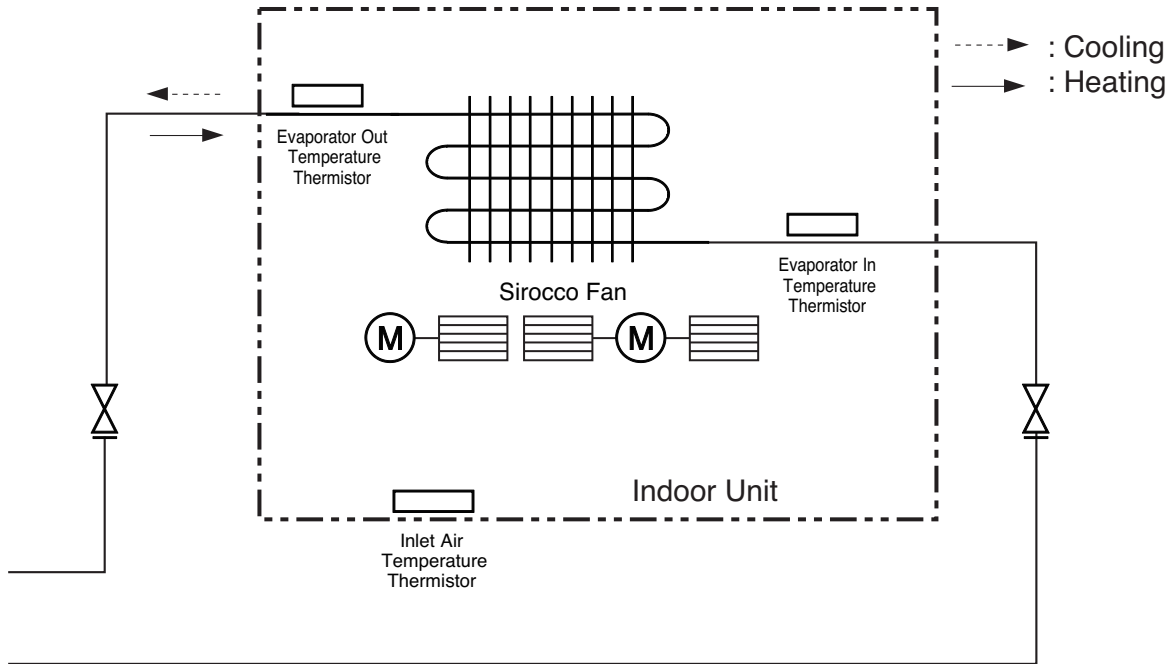 : Cooling
: Heating
Evaporator Out
Temperature
Thermistor
Evaporator In
Temperature
Thermistor
Sirocco Fan
M
M
Indoor Unit
Inlet Air
Temperature
Thermistor